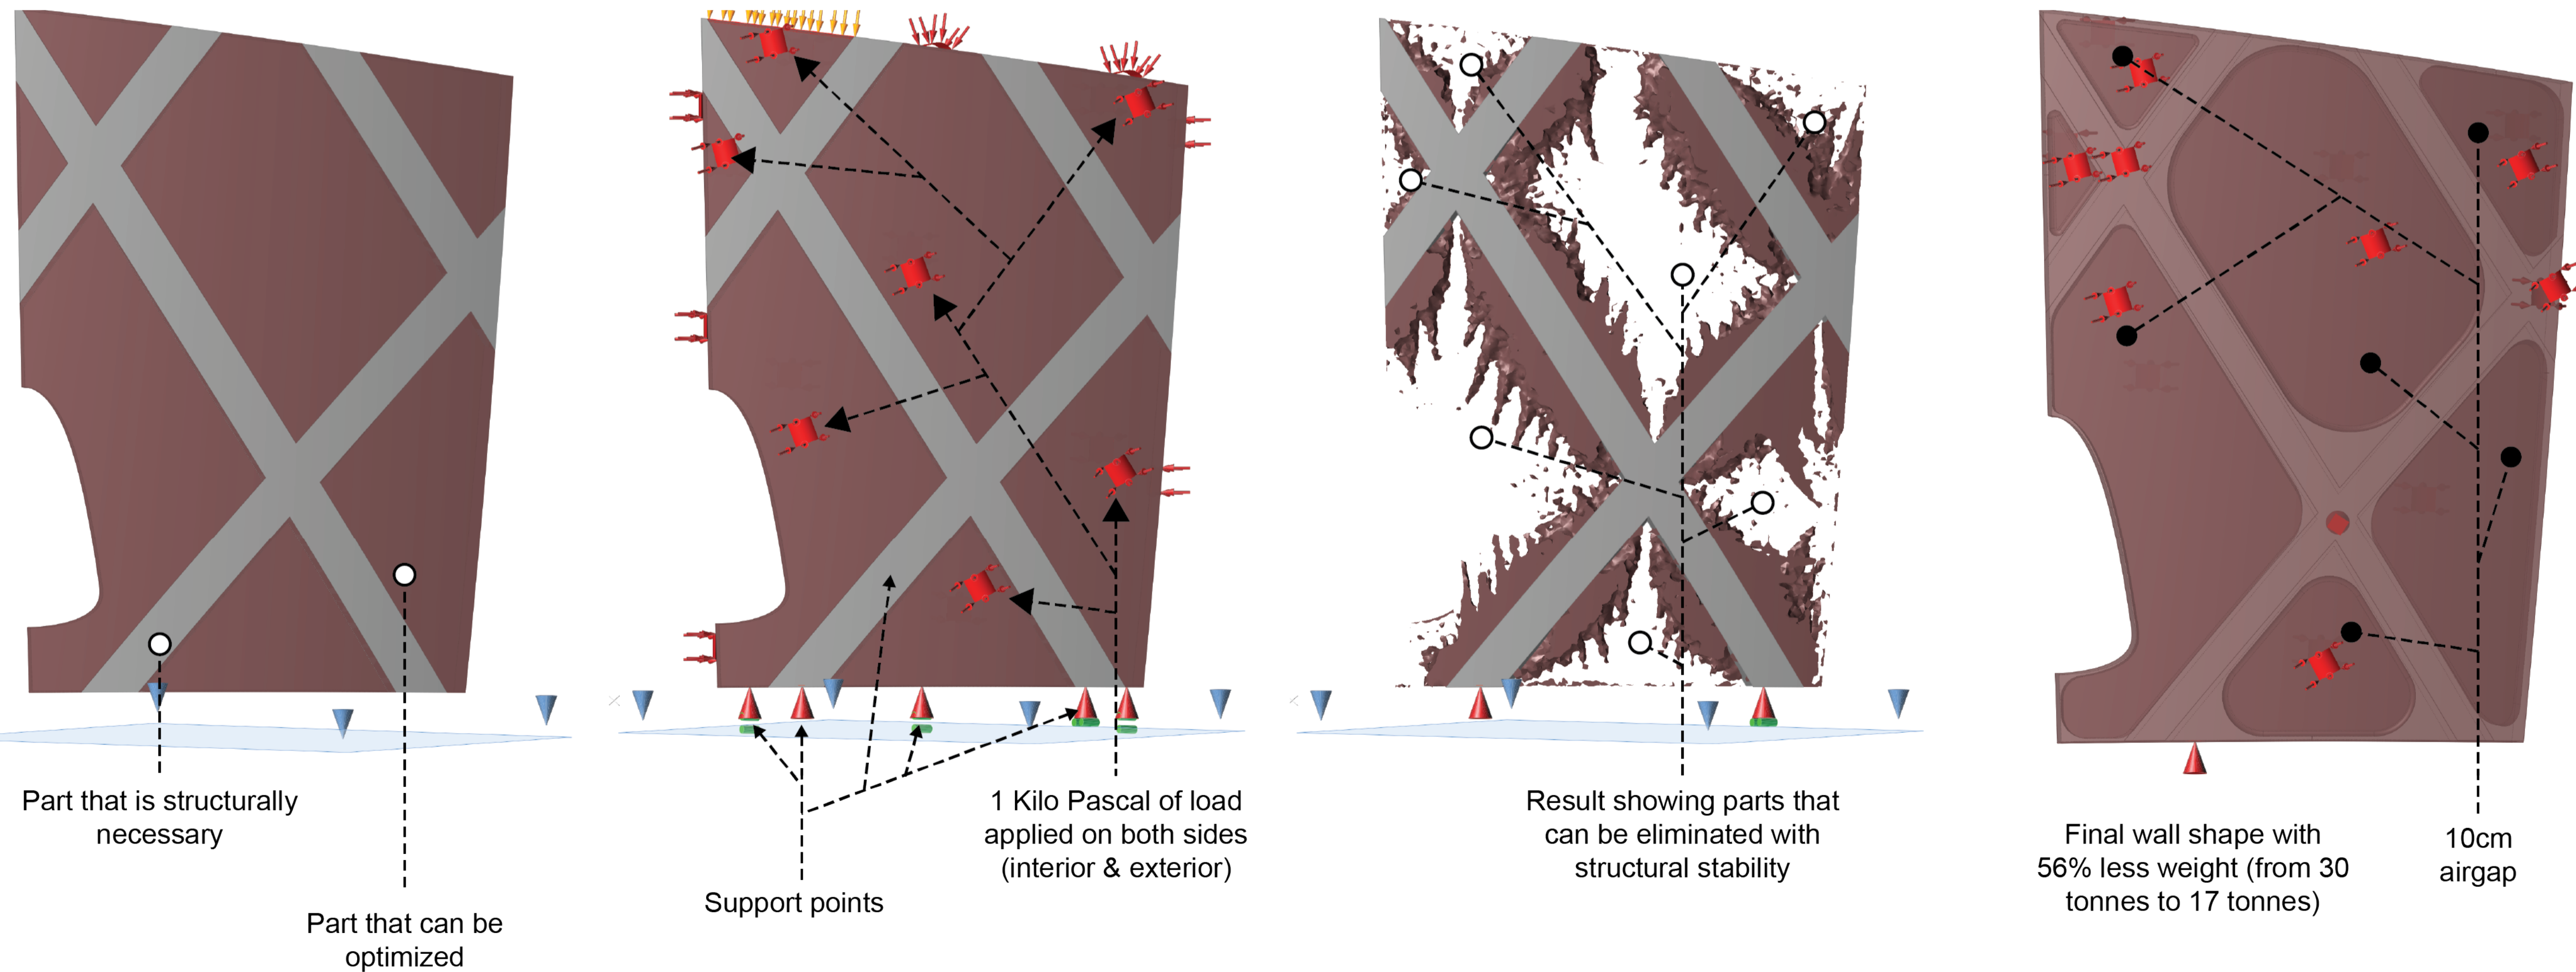 Part that is structurally
necessary
Part that can be
optimized
Support points
1 Kilo Pascal of load
applied on both sides
(interior & exterior)
Result showing parts that
can be eliminated with
structural stability
Final wall shape with
56% less weight (from 30
tonnes to 17 tonnes)
10cm
airgap